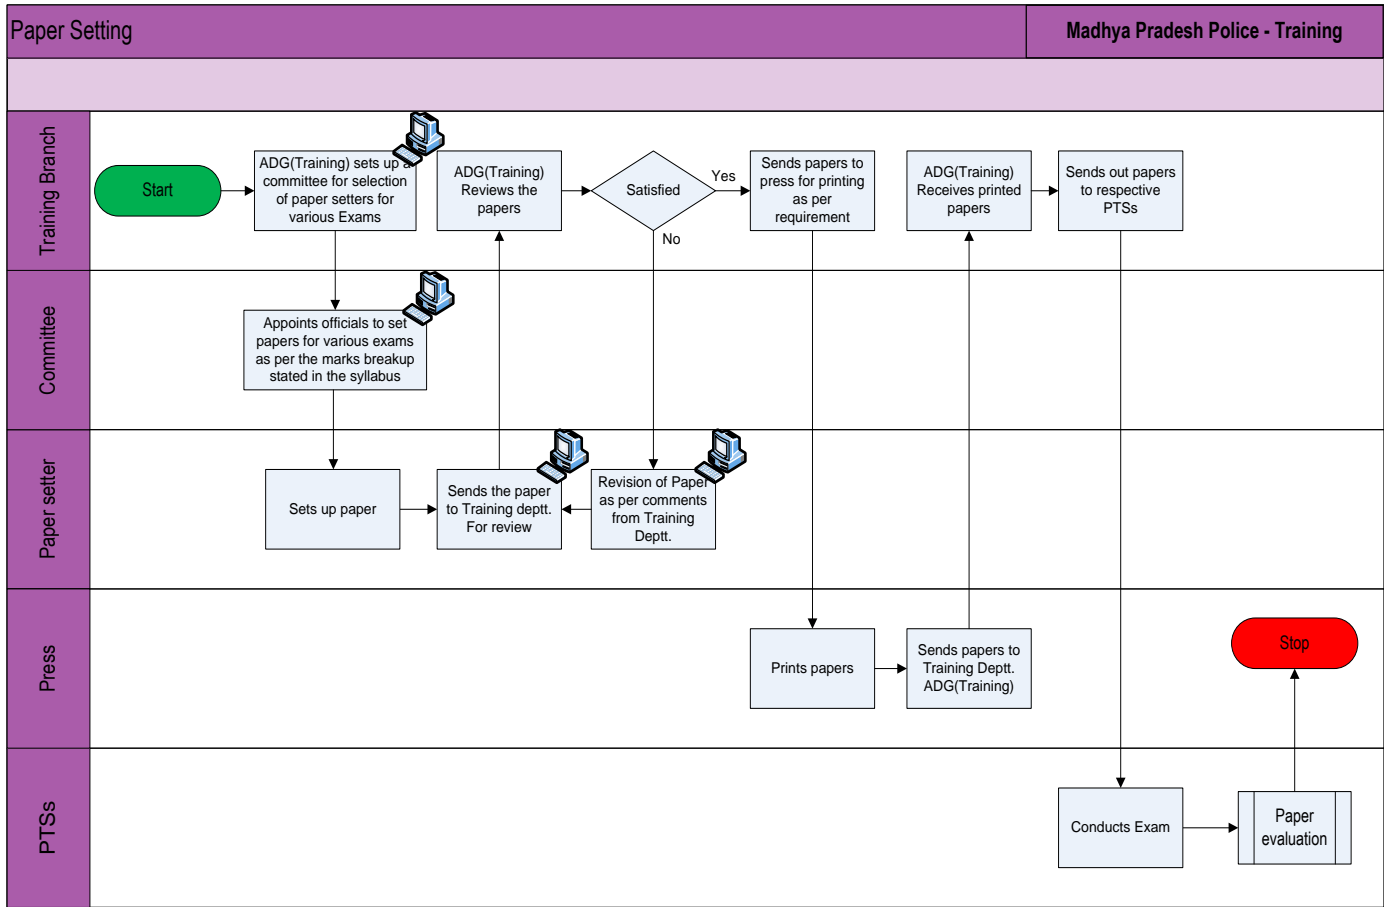 Paper Setting
Madhya Pradesh Police - Training
Training Branch
Start
ADG(Training) sets up a
committee for selection
of paper setters for
various Exams
ADG(Training)
Reviews the
papers
Satisfied
Yes
No
Sends papers to
press for printing
as per
requirement
ADG(Training)
Receives printed
papers
Sends out papers
to respective
PTSs
Committee
Appoints officials to set
papers for various exams
as per the marks breakup
stated in the syllabus
Paper setter
Sets up paper
Sends the paper
to Training deptt.
For review
Revision of Paper
as per comments
from Training
Deptt.
Press
Prints papers
Sends papers to
Training Deptt.
ADG(Training)
Stop
PTSs
Conducts Exam
Paper
evaluation